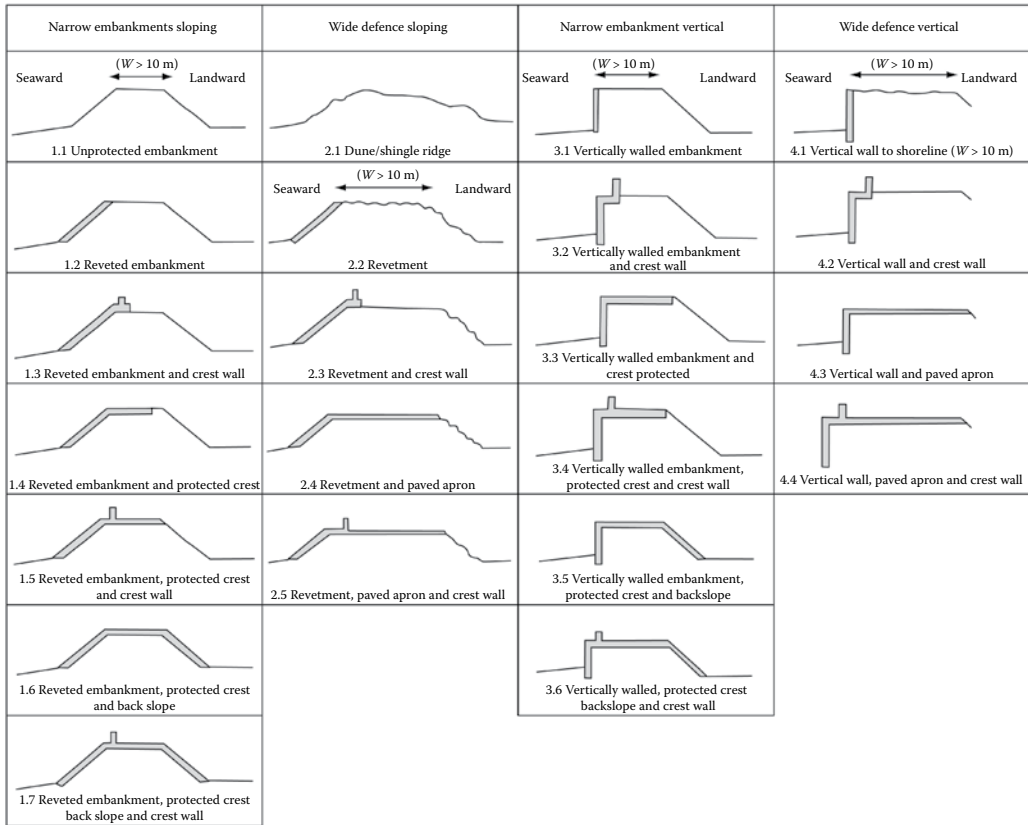 Narrow embankments sloping
Wide defence sloping
Narrow embankment vertical
Wide defence vertical
(W > 10 m)
Seaward
Landward
1.1 Unprotected embankment
2.1 Dune/shingle ridge
(W > 10 m)
Seaward
Landward
3.1 Vertically walled embankment
(W > 10 m)
Seaward
Landward
4.1 Vertical wall to shoreline (W > 10 m)
1.2 Reveted embankment
(W > 10 m)
Seaward
Landward
2.2 Revetment
3.2 Vertically walled embankment
and crest wall
4.2 Vertical wall and crest wall
1.3 Reveted embankment and crest wall
2.3 Revetment and crest wall
3.3 Vertically walled embankment and
crest protected
4.3 Vertical wall and paved apron
1.4 Reveted embankment and protected crest
2.4 Revetment and paved apron
3.4 Vertically walled embankment,
protected crest and crest wall
4.4 Vertical wall, paved apron and crest wall
1.5 Reveted embankment, protected crest
and crest wall
2.5 Revetment, paved apron and crest wall
3.5 Vertically walled embankment,
protected crest and backslope
1.6 Reveted embankment, protected crest
and back slope
3.6 Vertically walled, protected crest
backslope and crest wall
1.7 Reveted embankment, protected crest
back slope and crest wall